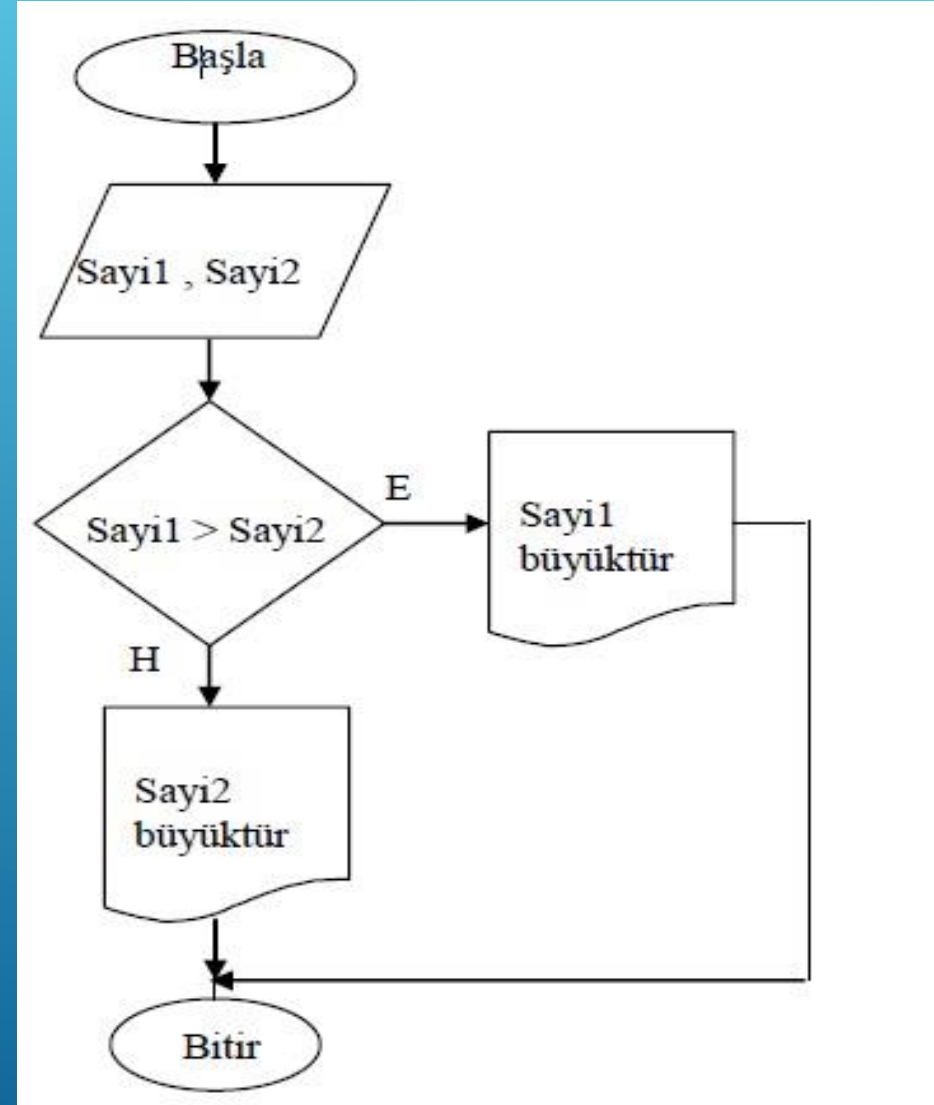 Başla
Sayi1 , Sayi2
Sayi1 > Sayi2
E
Sayi1
büyüktür
H
Sayi2
büyüktür
Bitir